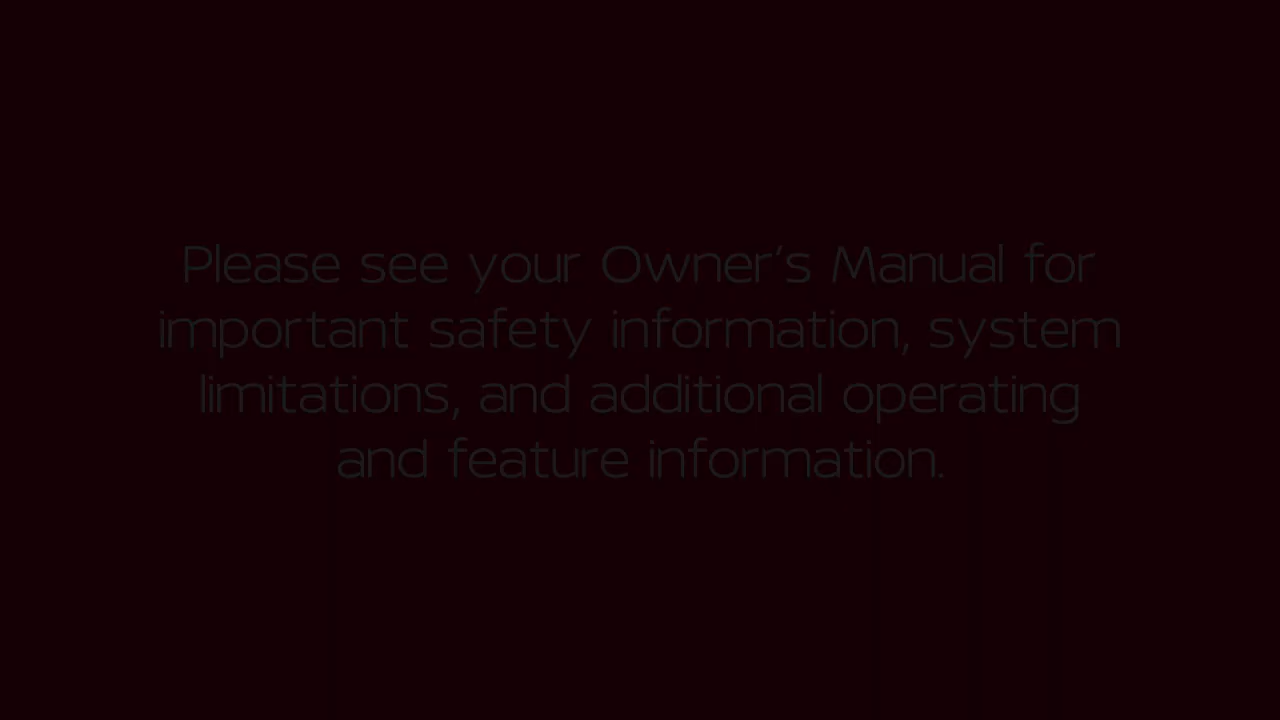 Please see your Owner’s Manual for
important safety information, system
limitations, and additional operating
and feature information.